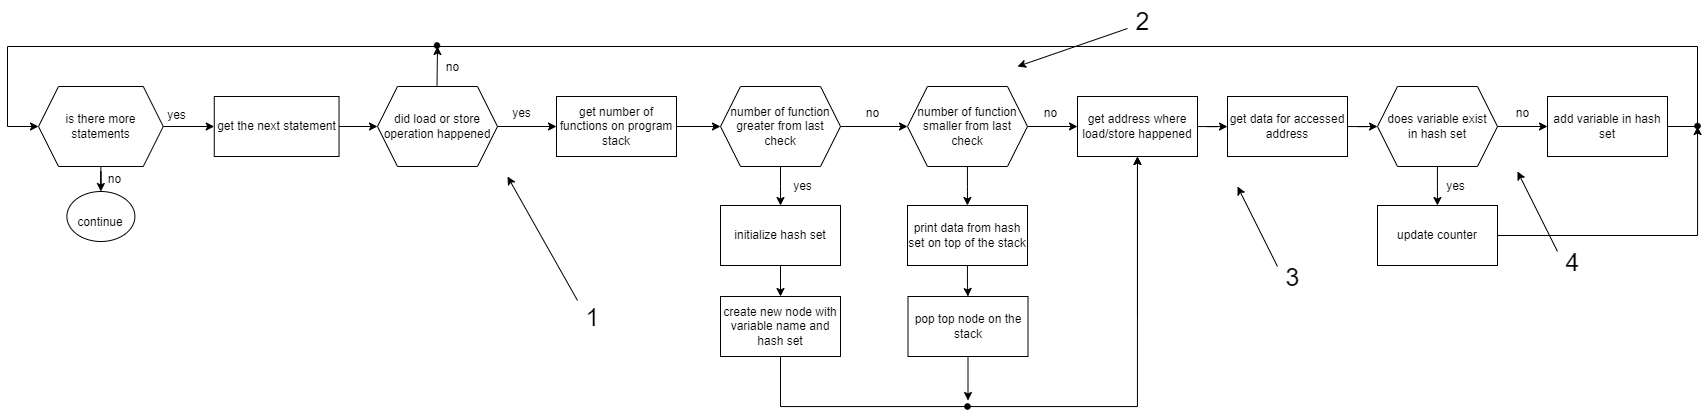 2
no
is there more
statements
yes
get the next statement
did load or store
operation happened
yes
get number of
functions on program
stack
number of function
greater from last
check
no
number of function
smaller from last
check
no
get address where
load/store happened
get data for accessed
address
does variable exist
in hash set
no
add variable in hash
set
no
continue
yes
initialize hash set
create new node with
variable name and
hash set
print data from hash
set on top of the stack
pop top node on the
stack
yes
update counter
1
3
4